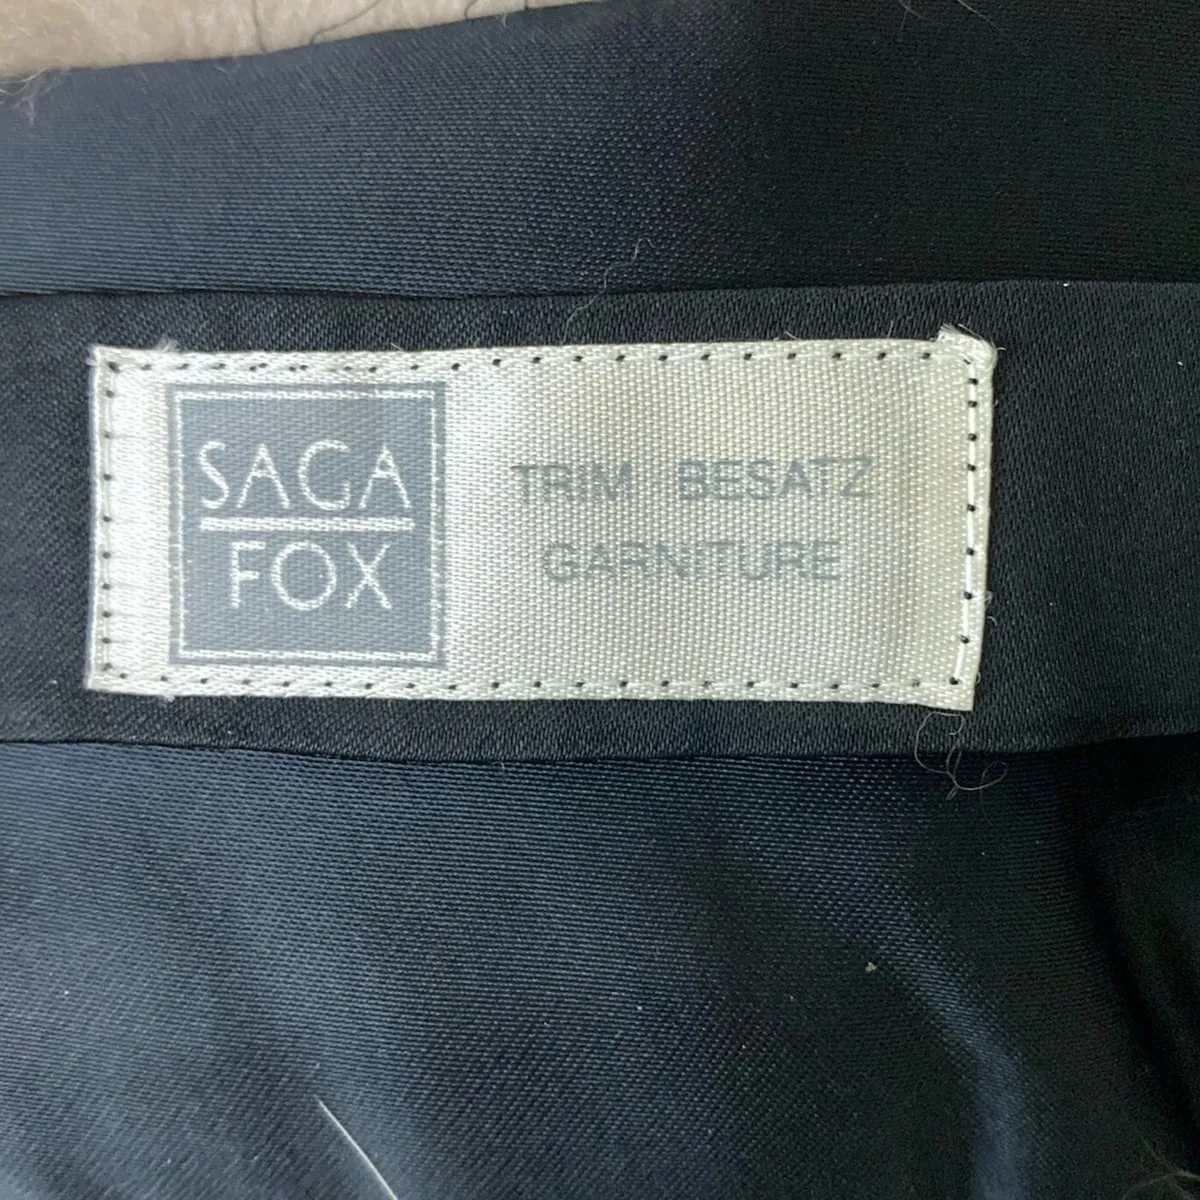 SAGA
FOX
TRIM BESATZ
GARNITURE